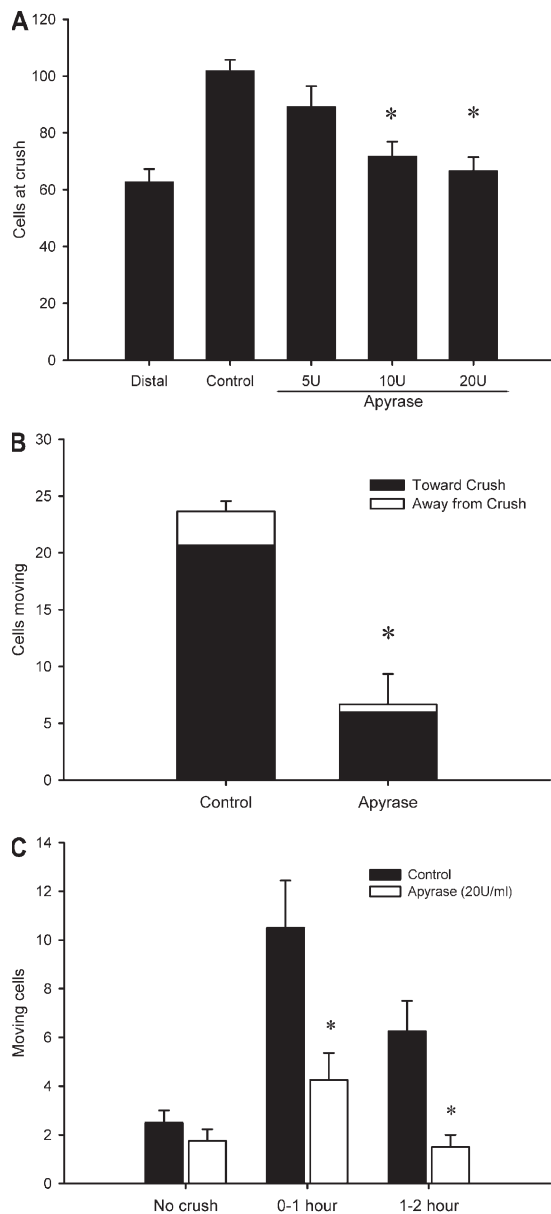 A
120
100
80
60
40
20
0
Cells at crush
*
*
Distal
Control
5U
10U
20U
Apyrase
B
30
25
20
15
10
5
0
Cells moving
Toward Crush
Away from Crush
*
Control
Apyrase
C
14
12
10
8
6
4
2
0
Moving cells
Control
Apyrase (20U/ml)
*
*
No crush
0-1 hour
1-2 hour